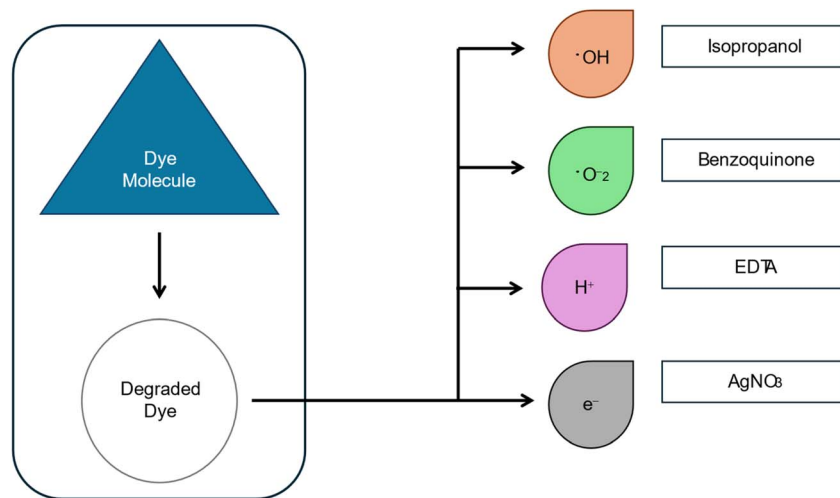 Dye
Molecule
Degraded
Dye
·OH
Isopropanol
·O⁻₂
Benzoquinone
H⁺
EDTA
e⁻
AgNO₃